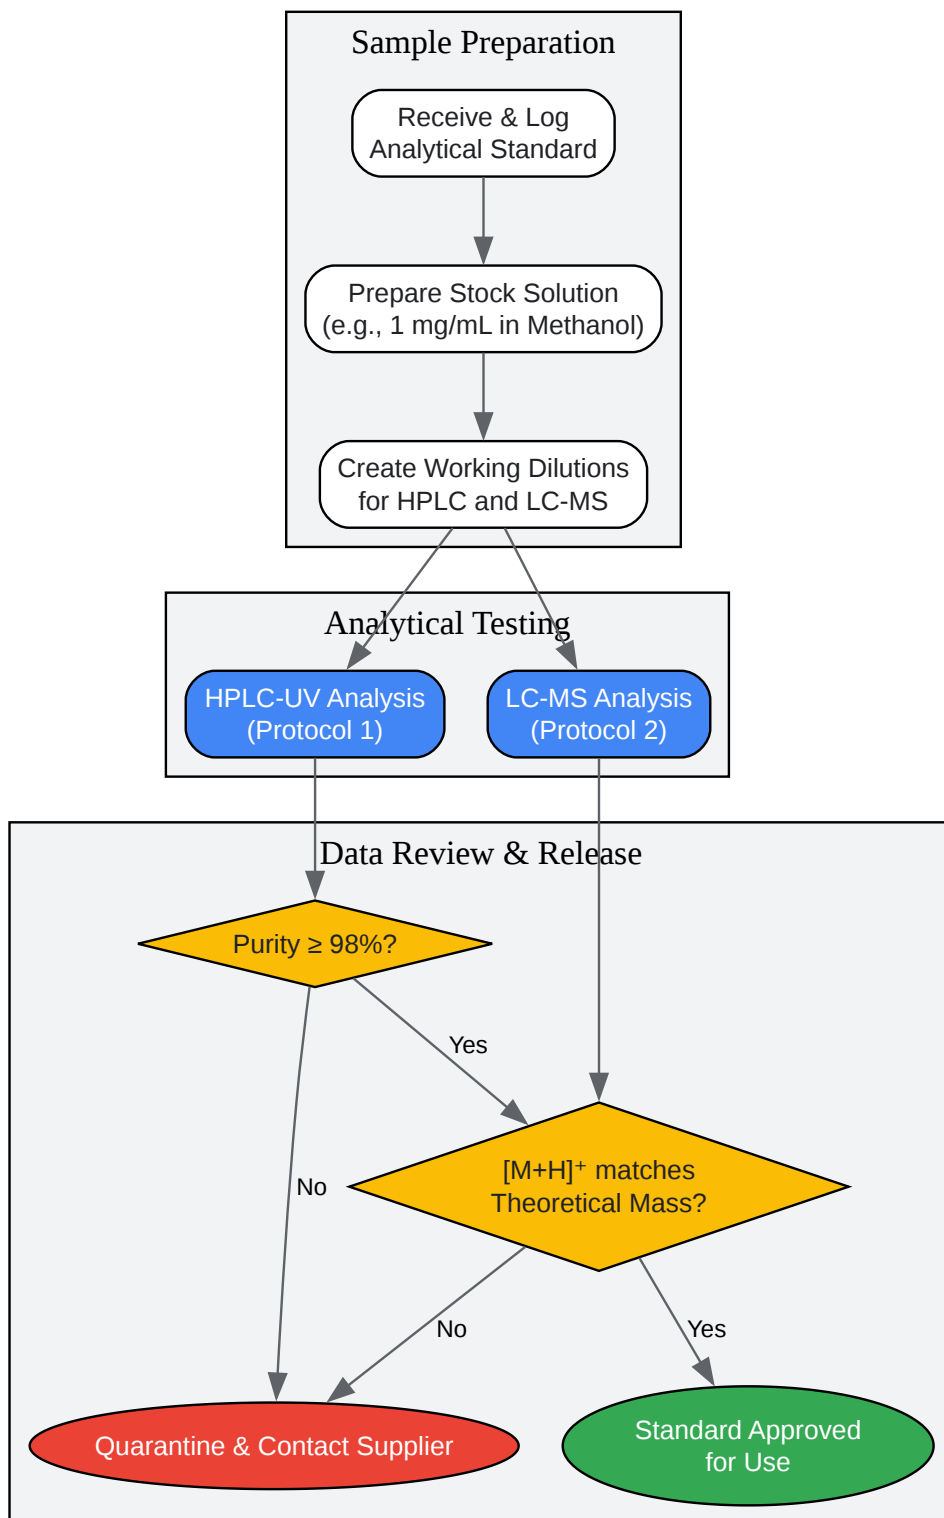 Sample Preparation
Receive & Log
Analytical Standard
Prepare Stock Solution
(e.g., 1 mg/mL in Methanol)
Create Working Dilutions
for HPLC and LC-MS
Analytical Testing
HPLC-UV Analysis
(Protocol 1)
LC-MS Analysis
(Protocol 2)
Data Review & Release
Purity ≥ 98%?
Yes
No
[M+H]⁺ matches
Theoretical Mass?
No
Yes
Quarantine & Contact Supplier
Standard Approved
for Use